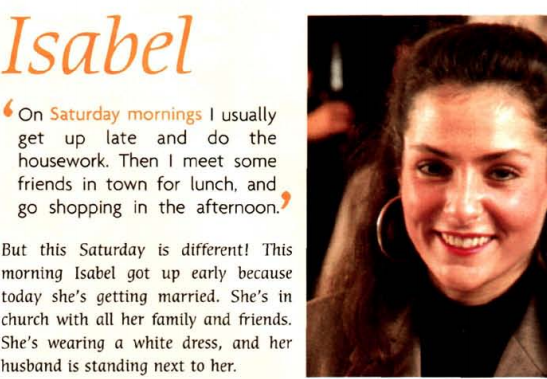 Isabel
‘On Saturday mornings I usually
get up late and do the
housework. Then I meet some
friends in town for lunch, and
go shopping in the afternoon.’
But this Saturday is different! This
morning Isabel got up early because
today she's getting married. She's in
church with all her family and friends.
She's wearing a white dress, and her
husband is standing next to her.